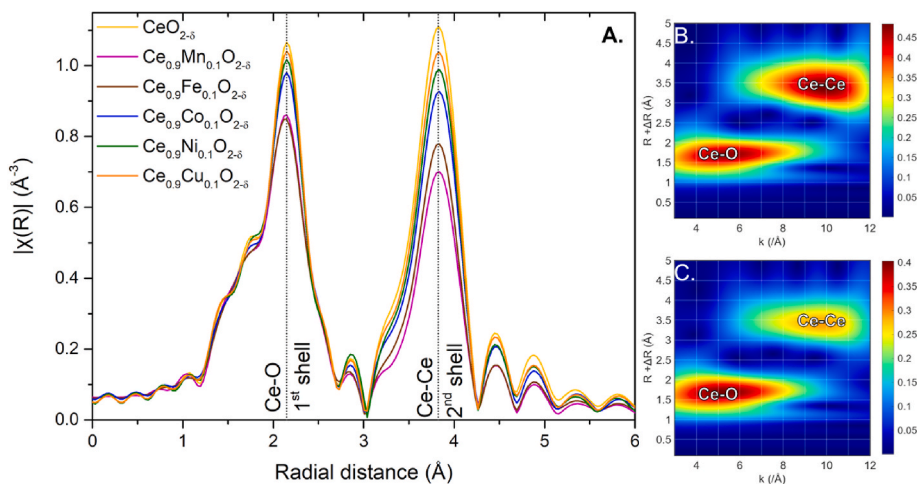 A.
CeO2-δ
Ce0.9Mn0.1O2-δ
Ce0.9Fe0.1O2-δ
Ce0.9Co0.1O2-δ
Ce0.9Ni0.1O2-δ
Ce0.9Cu0.1O2-δ
|χ(R)| (Å-3)
1.0
0.8
0.6
0.4
0.2
0.0
Ce-O
1st shell
Ce-Ce
2nd shell
0 1 2 3 4 5 6
Radial distance (Å)
B.
R +ΔR (Å)
5
4.5
4
3.5
3
2.5
2
1.5
1
0.5
Ce-Ce
Ce-O
4 6 8 10 12
k (/Å)
0.45
0.4
0.35
0.3
0.25
0.2
0.15
0.1
0.05
C.
R +ΔR (Å)
5
4.5
4
3.5
3
2.5
2
1.5
1
0.5
Ce-Ce
Ce-O
4 6 8 10 12
k (/Å)
0.4
0.35
0.3
0.25
0.2
0.15
0.1
0.05